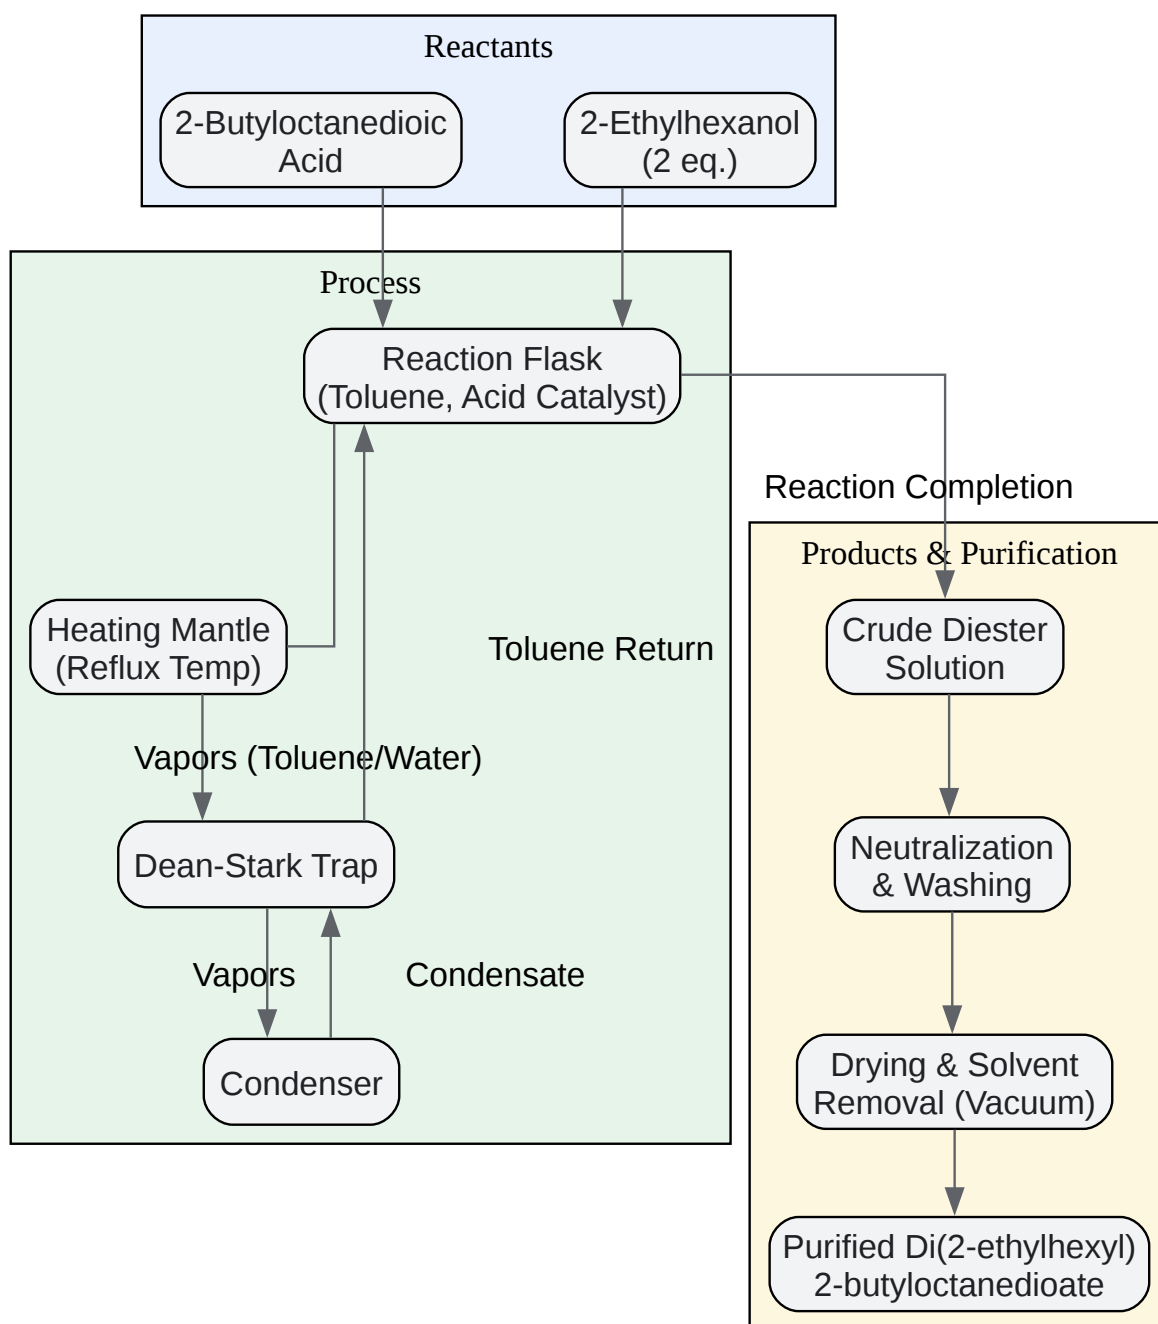 Reactants
2-Butyloctanedioic
Acid
2-Ethylhexanol
(2 eq.)
Process
Reaction Flask
(Toluene, Acid Catalyst)
Reaction Completion
Products & Purification
Heating Mantle
(Reflux Temp)
Toluene Return
Crude Diester
Solution
Vapors (Toluene/Water)
Dean-Stark Trap
Neutralization
& Washing
Vapors
Condensate
Condenser
Drying & Solvent
Removal (Vacuum)
Purified Di(2-ethylhexyl)
2-butyloctanedioate